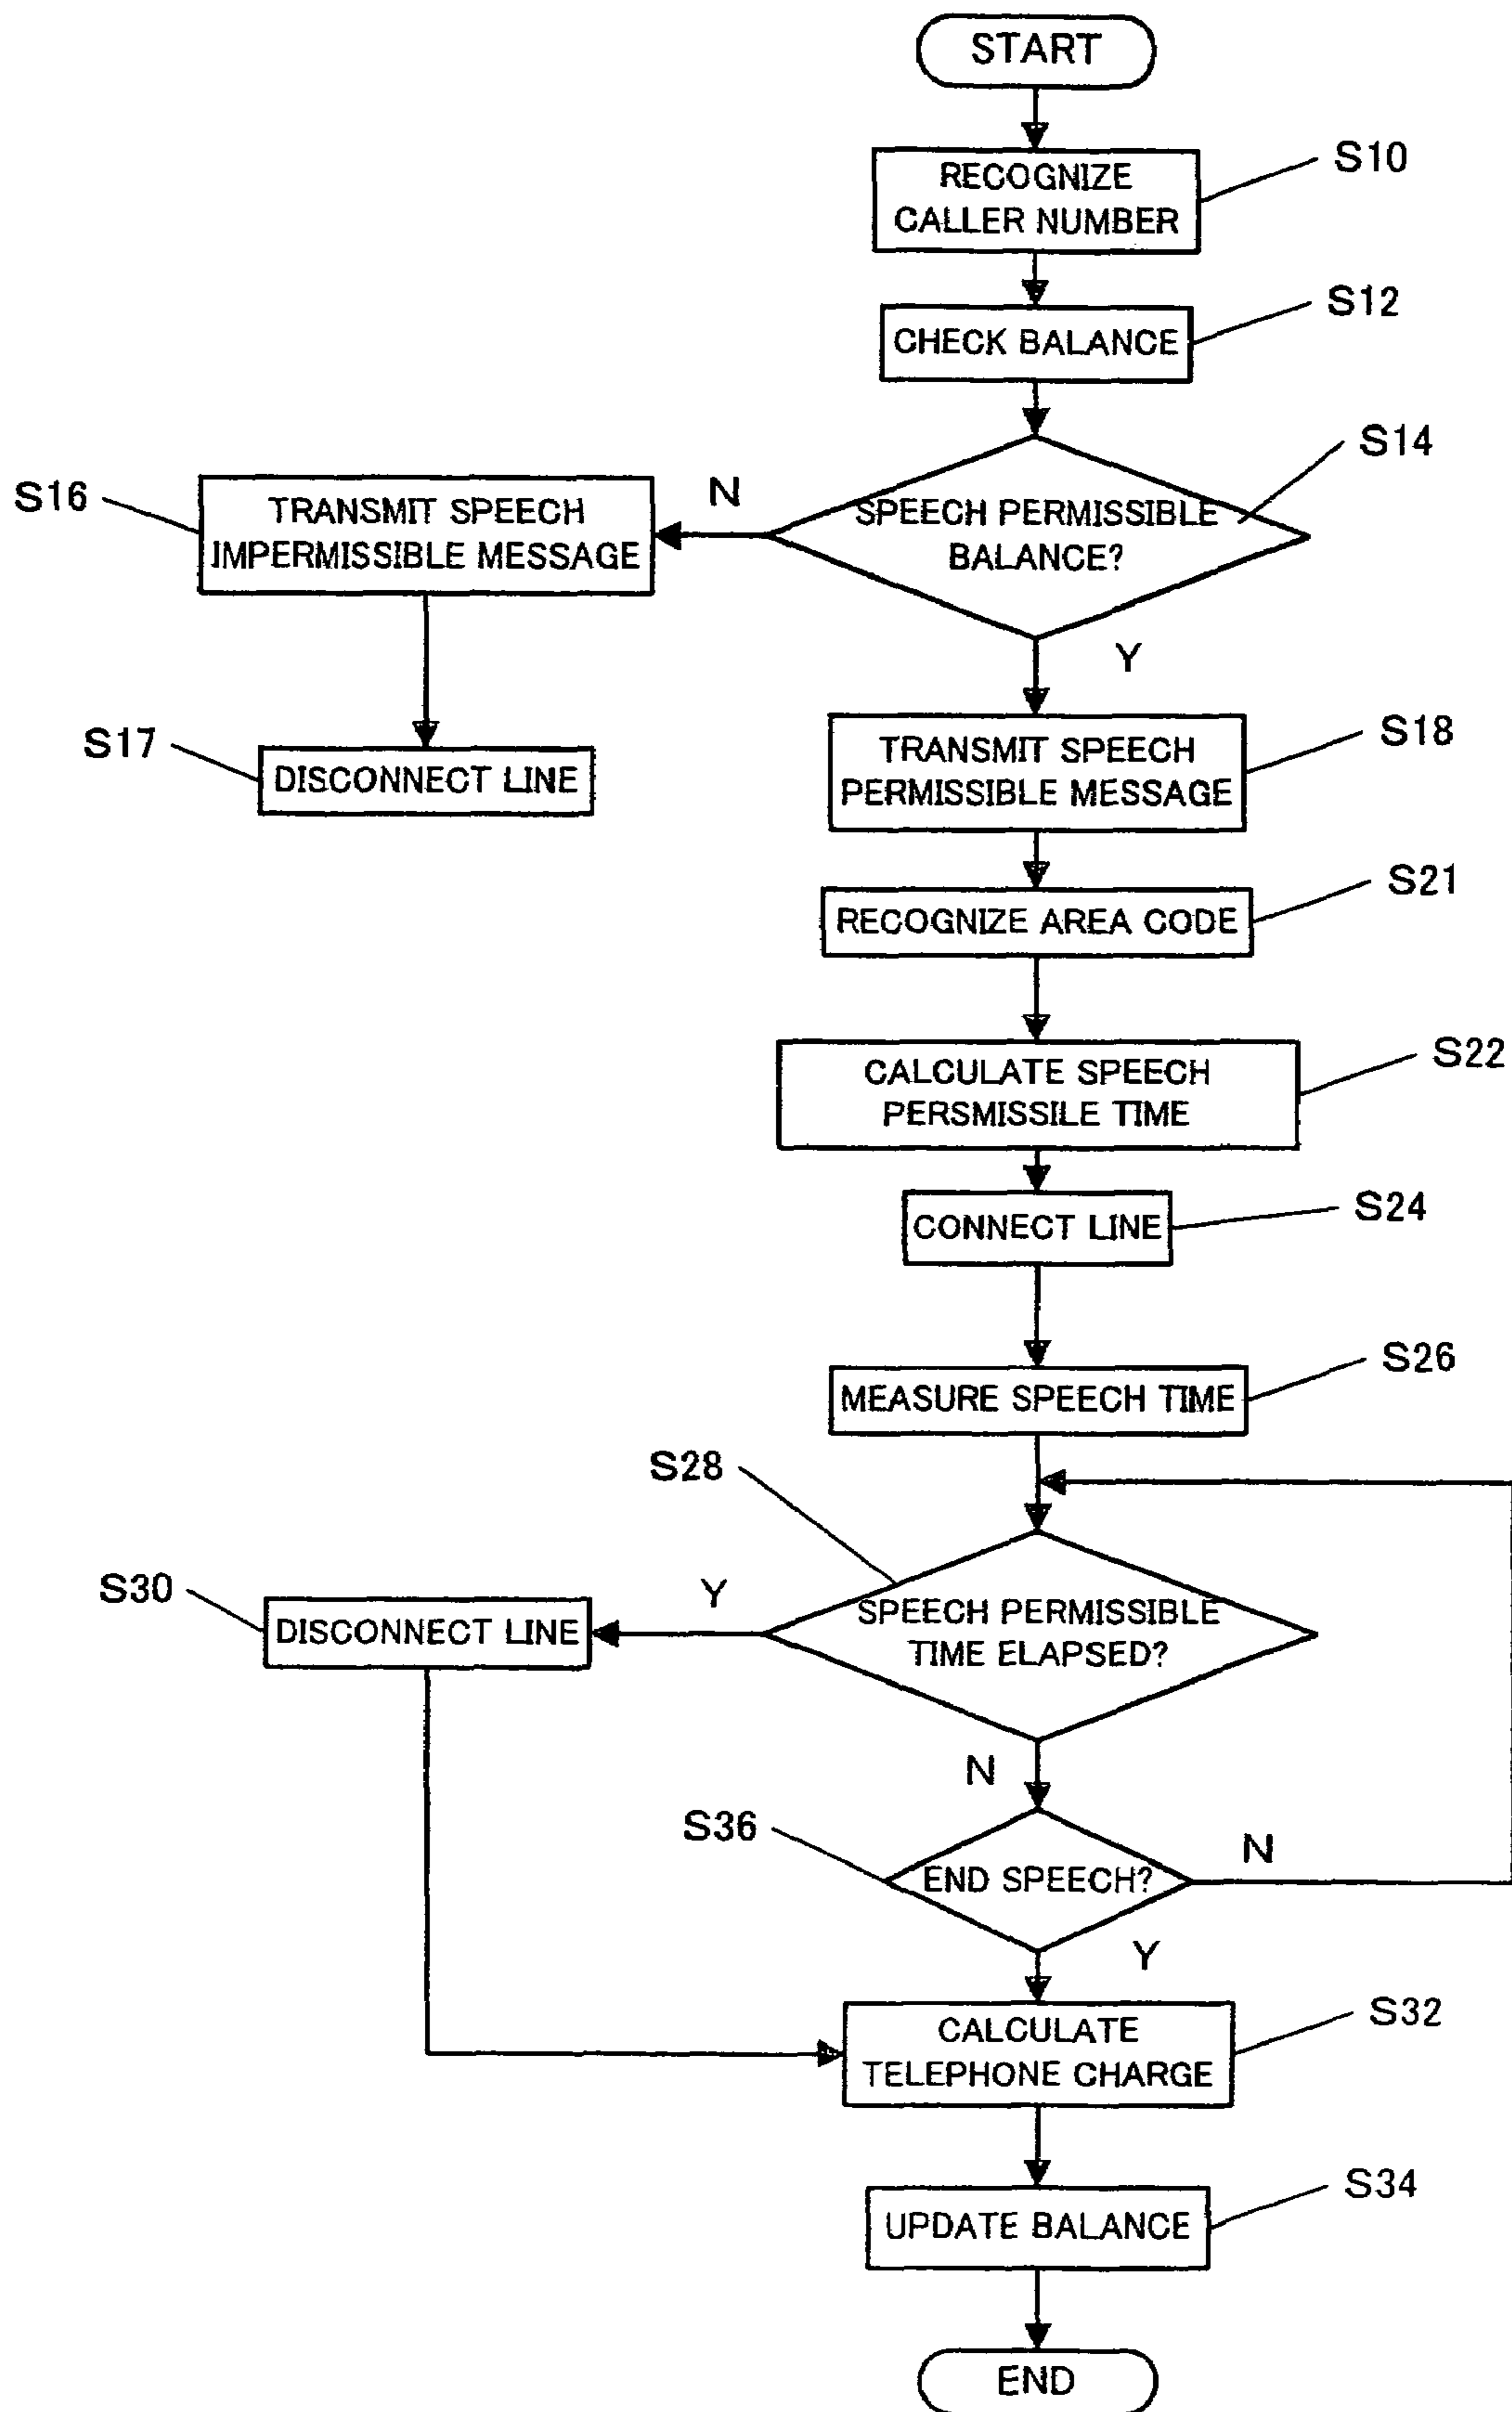 START
RECOGNIZE
CALLER NUMBER
S10
CHECK BALANCE
S12
SPEECH PERMISSIBLE
BALANCE?
S14
N
TRANSMIT SPEECH
IMPERMISSIBLE MESSAGE
S16
DISCONNECT LINE
S17
Y
TRANSMIT SPEECH
PERMISSIBLE MESSAGE
S18
RECOGNIZE AREA CODE
S21
CALCULATE SPEECH
PERSMISSILE TIME
S22
CONNECT LINE
S24
MEASURE SPEECH TIME
S26
S28
SPEECH PERMISSIBLE
TIME ELAPSED?
Y
S30
DISCONNECT LINE
N
S36
END SPEECH?
N
Y
CALCULATE
TELEPHONE CHARGE
S32
UPDATE BALANCE
S34
END